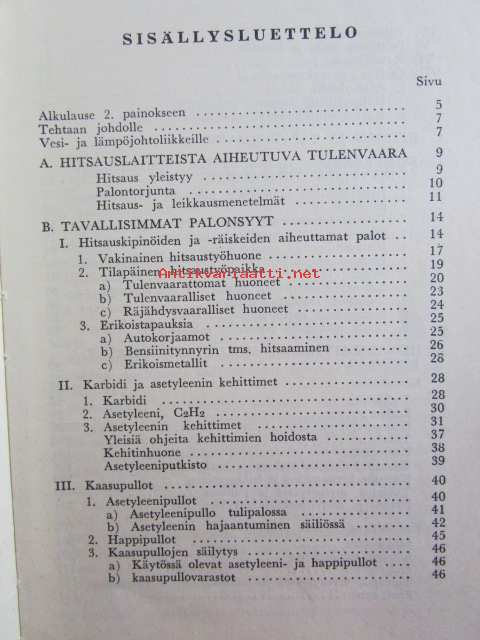 SISÄLLYSLUETTELO
Sivu
Alkulause 2. painokseen 5
Tehtaan johdolle 7
Vesi- ja lämpöjohtoliikkeille 7
A. HITSAUSLAITTEISTA AIHEUTUVA TULENVAARA 9
Hitsaus yleistyy 9
Palontorjunta 10
Hitsaus- ja leikkausmenetelmät 11
B. TAVALLISIMMAT PALONSYYT 14
I. Hitsauskipinöiden ja -räiskeiden aiheuttamat palot 14
1. Vakinainen hitsaustyöhuone 17
2. Tilapäinen hitsaustyöpaikka 19
Antikvariaatti.net
a) Tulenvaarattomat huoneet 20
b) Tulenvaaralliset huoneet 23
c) Räjähdysvaaralliset huoneet 24
3. Erikoistapauksia 25
a) Autokorjaamot 25
b) Bensiinitynnyrin tms. hitsaaminen 26
c) Erikoismetallit 28
II. Karbidi ja asetyleenin kehittimet 28
1. Karbidi 28
2. Asetyleeni, C2H2 30
3. Asetyleenin kehittimet 31
Yleisiä ohjeita kehittimien hoidosta 37
Kehitinhuone 38
Asetyleeniputkisto 39
III. Kaasupullot 40
1. Asetyleenipullot 40
a) Asetyleenipullo tulipalossa 41
b) Asetyleenin hajaantuminen säiliössä 42
2. Happipullot 45
3. Kaasupullojen säilytys 46
a) Käytössä olevat asetyleeni- ja happipullot 46
b) kaasupullovarastot 46